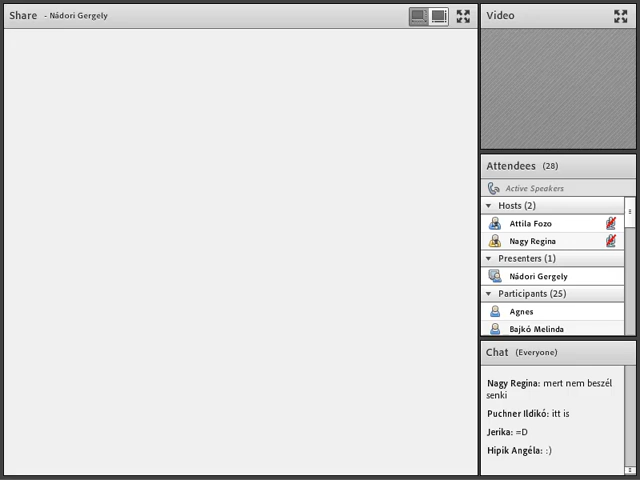 Share - Nádori Gergely
Video
Attendees (28)
Active Speakers
Hosts (2)
Attila Fozo
Nagy Regina
Presenters (1)
Nádori Gergely
Participants (25)
Agnes
Bajkó Melinda
Chat (Everyone)
Nagy Regina: mert nem beszél
senki
Puchner Ildikó: itt is
Jerika: =D
Hipik Angéla: :)